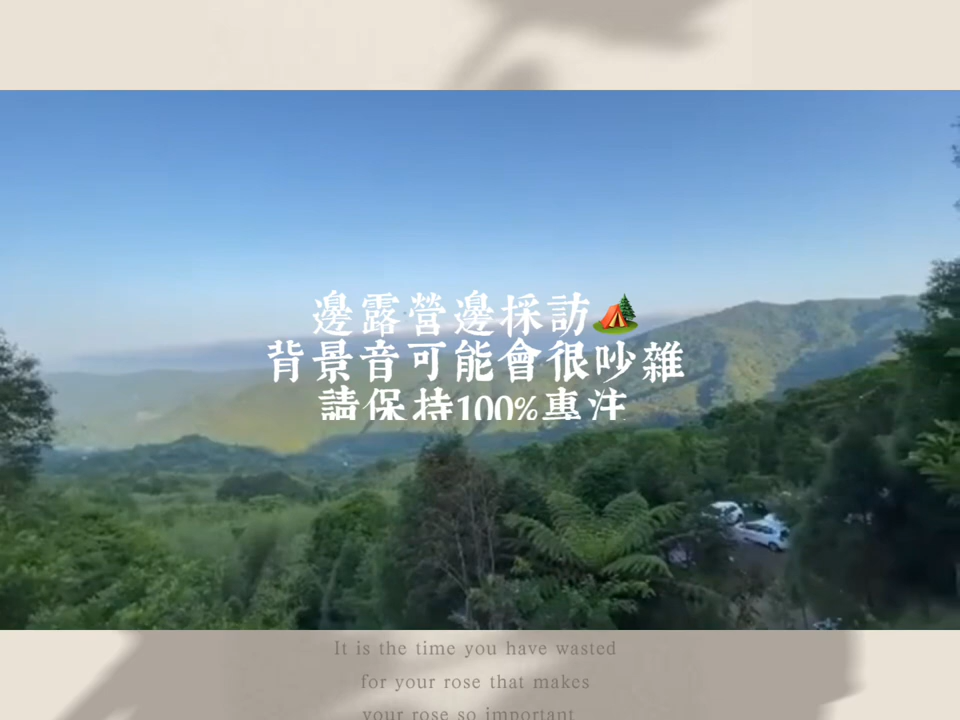 邊露營邊採訪🏕️
背景音可能會很吵雜
請保持100%專注
It is the time you have wasted
for your rose that makes
your rose so important